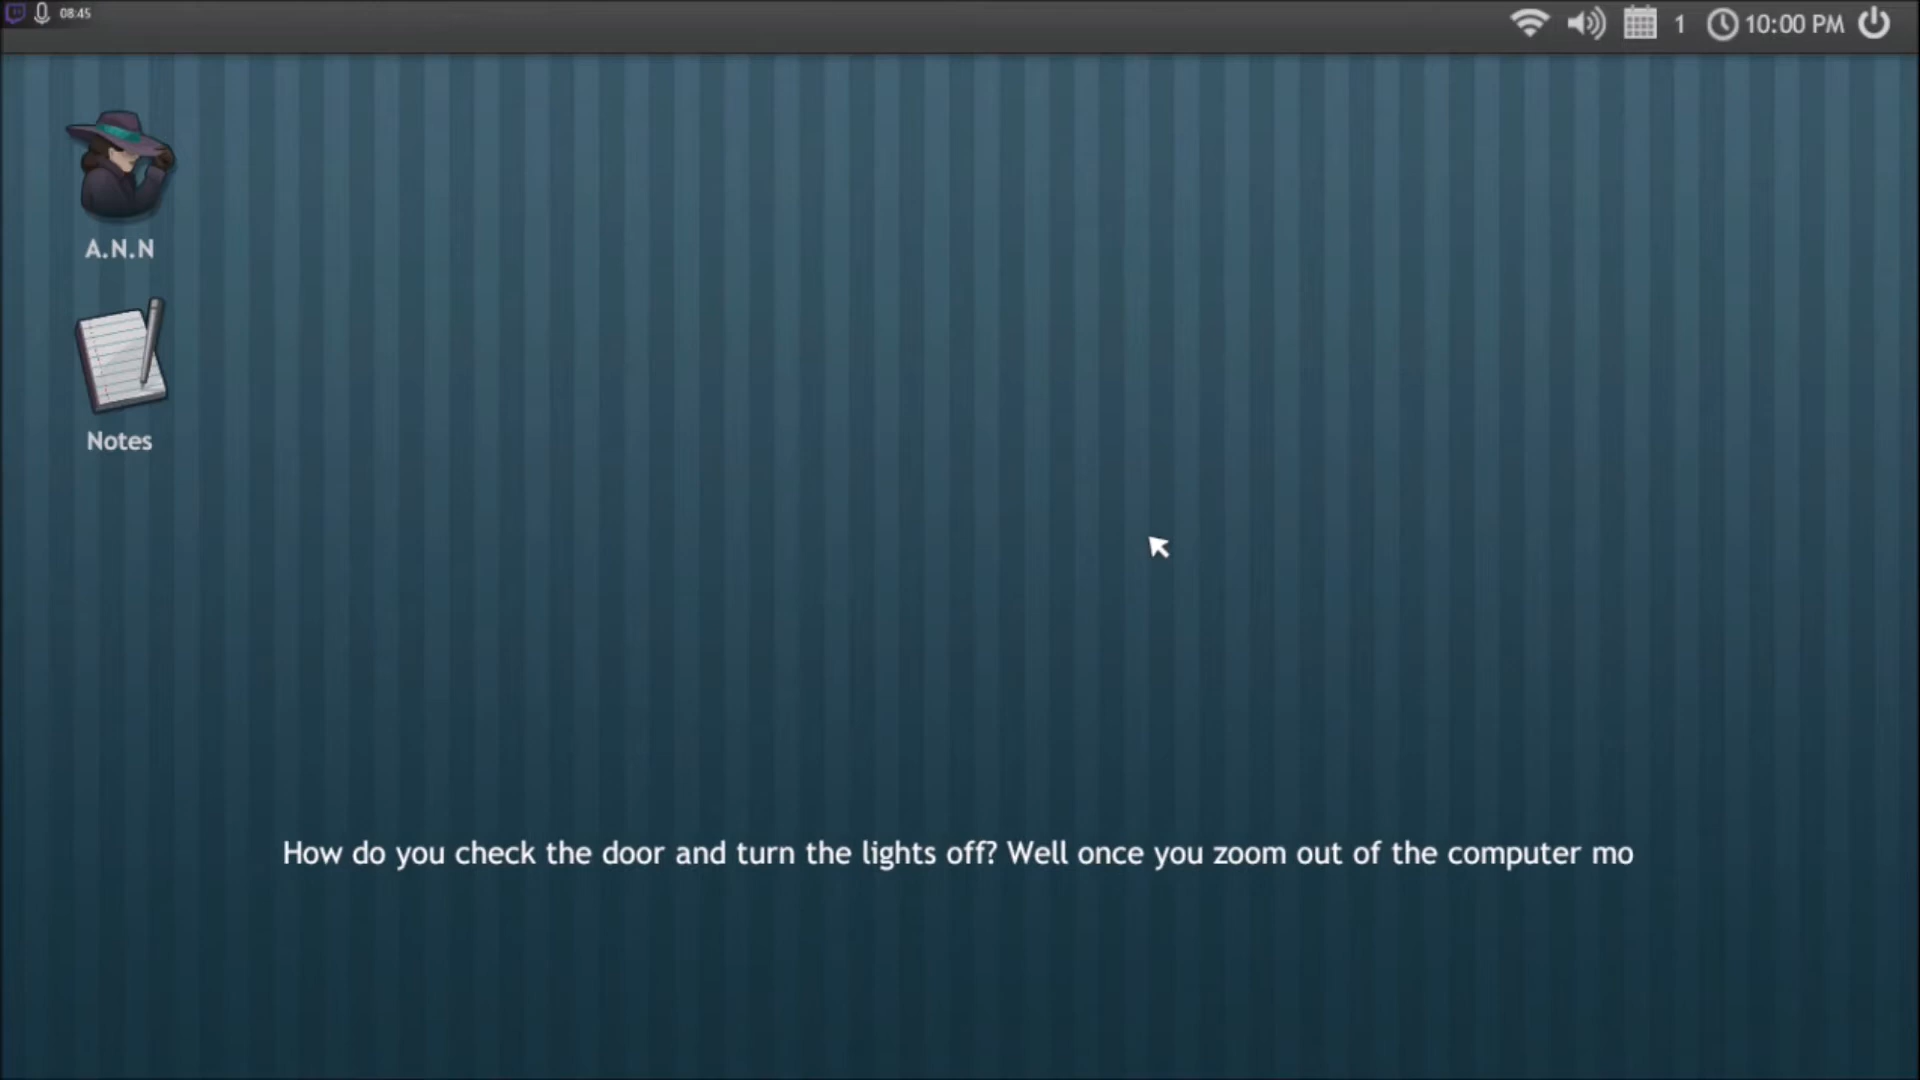 08:45
1
10:00 PM
A.N.N
Notes
How do you check the door and turn the lights off? Well once you zoom out of the computer mo